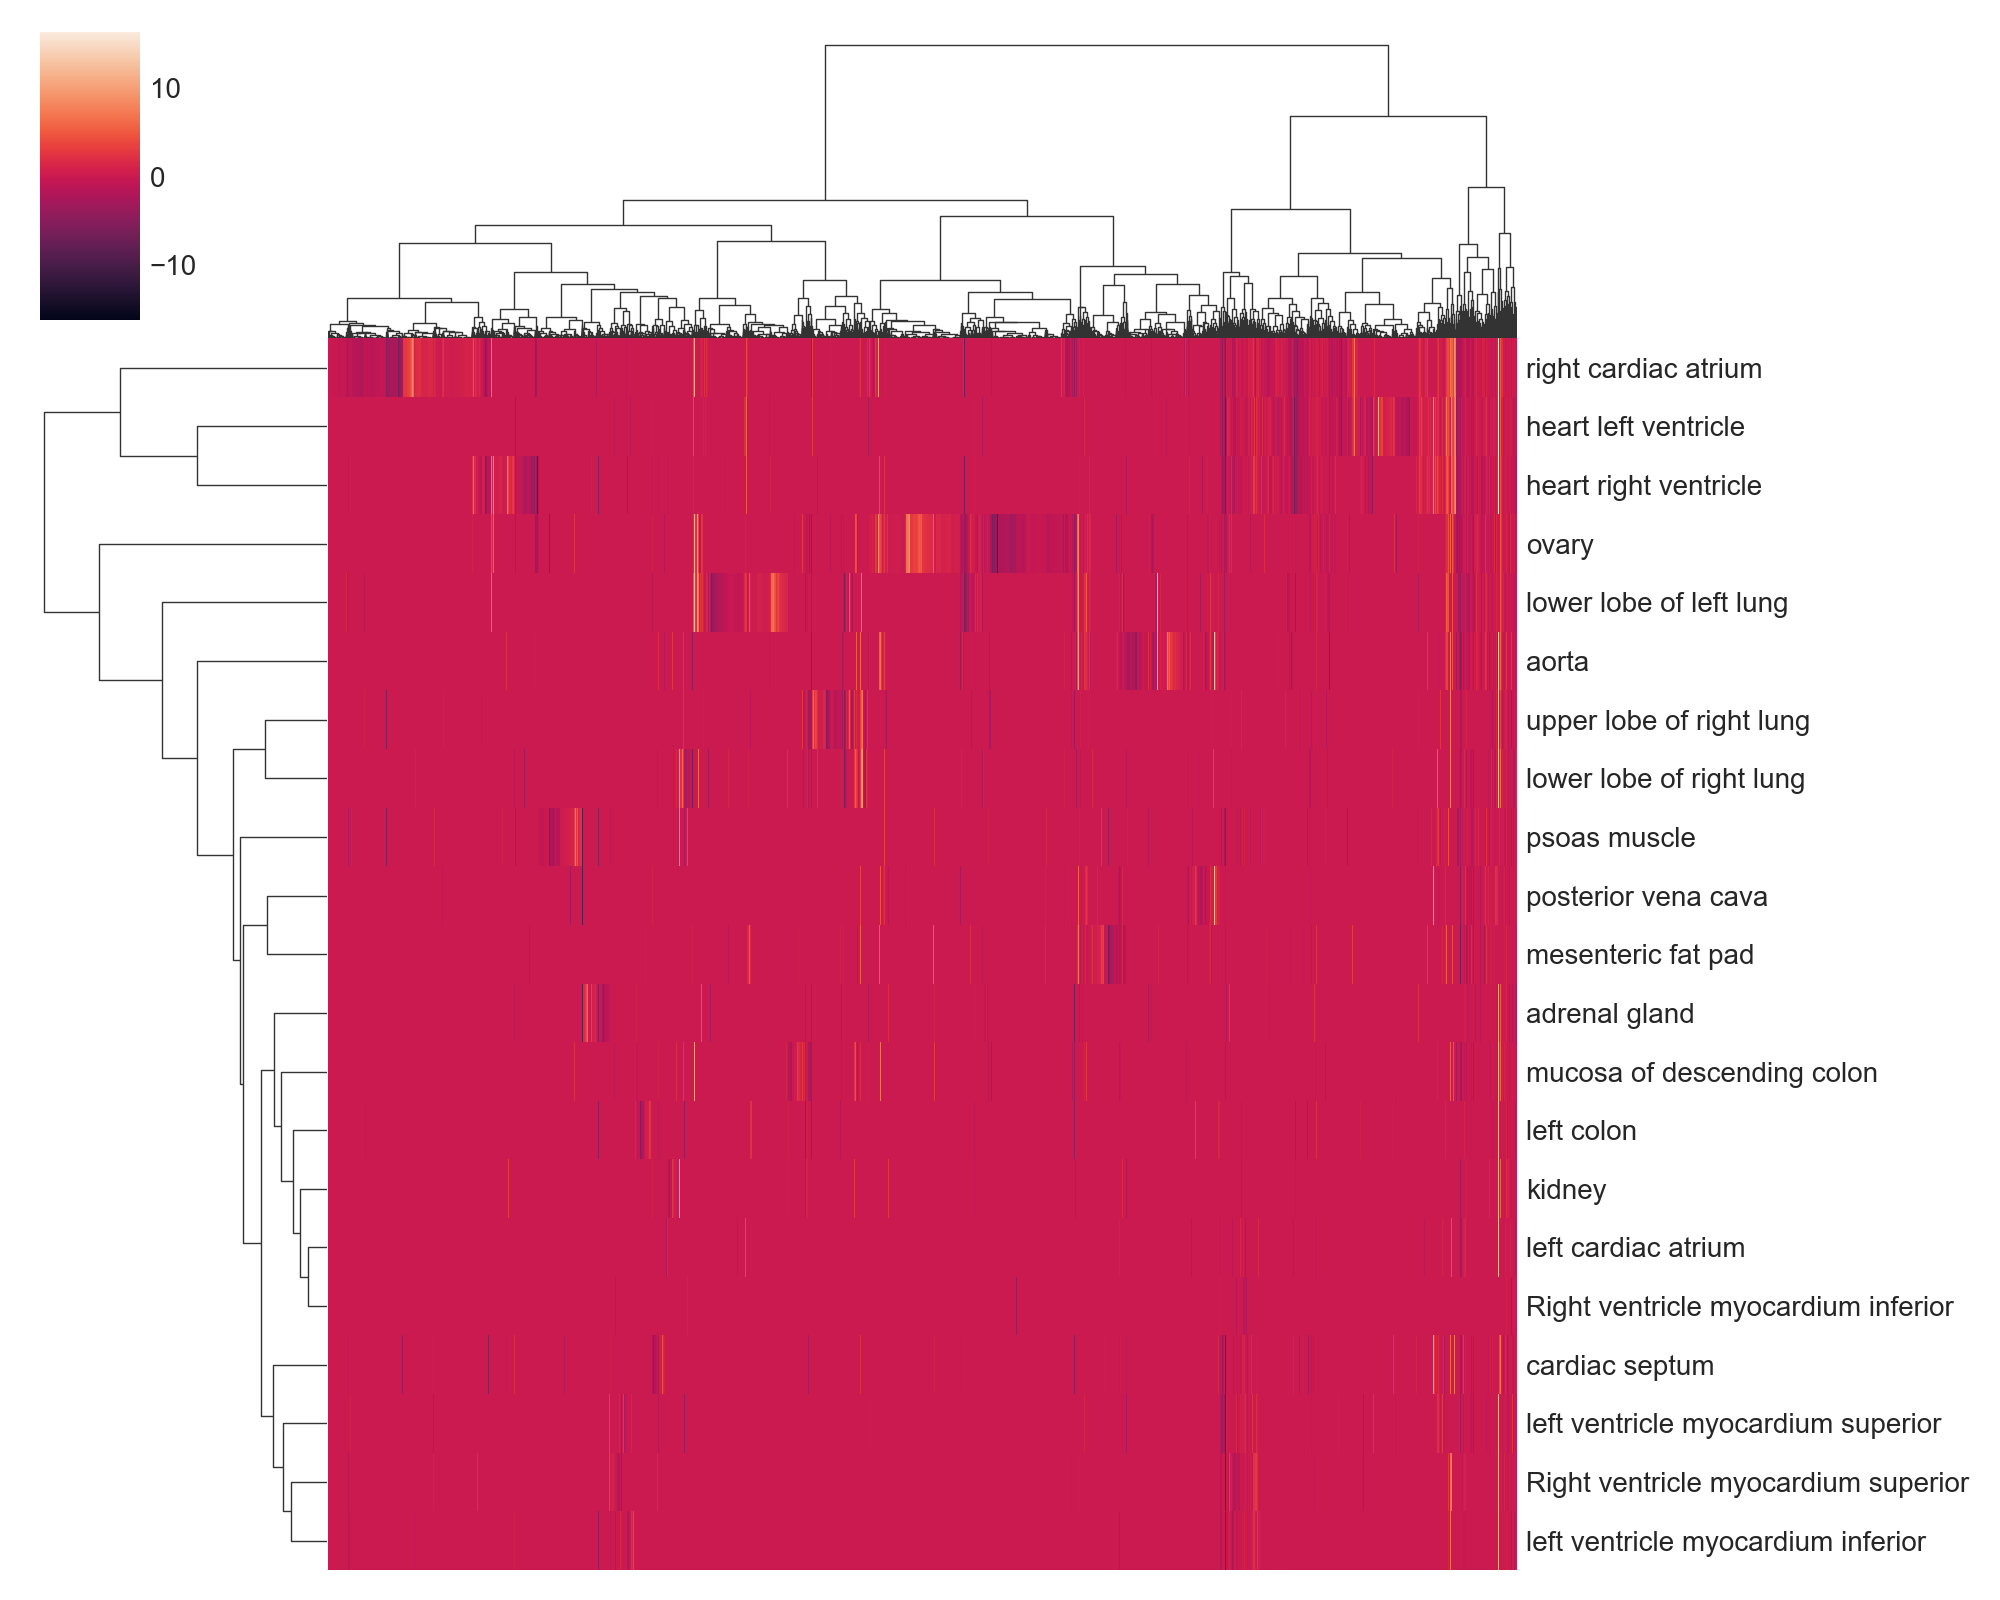 10
0
−10
right cardiac atrium
heart left ventricle
heart right ventricle
ovary
lower lobe of left lung
aorta
upper lobe of right lung
lower lobe of right lung
psoas muscle
posterior vena cava
mesenteric fat pad
adrenal gland
mucosa of descending colon
left colon
kidney
left cardiac atrium
Right ventricle myocardium inferior
cardiac septum
left ventricle myocardium superior
Right ventricle myocardium superior
left ventricle myocardium inferior